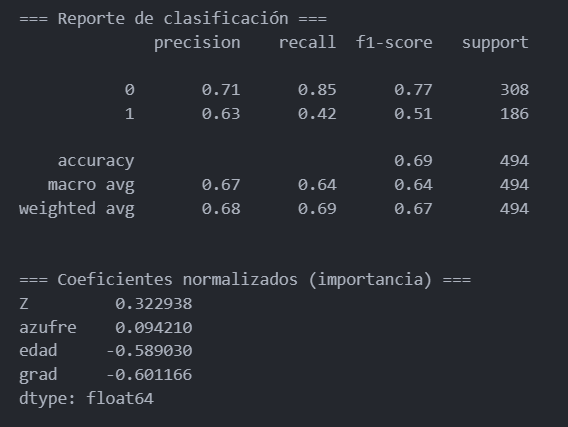 === Reporte de clasificación ===
precision recall f1-score support
0 0.71 0.85 0.77 308
1 0.63 0.42 0.51 186
accuracy 0.69 494
macro avg 0.67 0.64 0.64 494
weighted avg 0.68 0.69 0.67 494
=== Coeficientes normalizados (importancia) ===
Z 0.322938
azufre 0.094210
edad -0.589030
grad -0.601166
dtype: float64